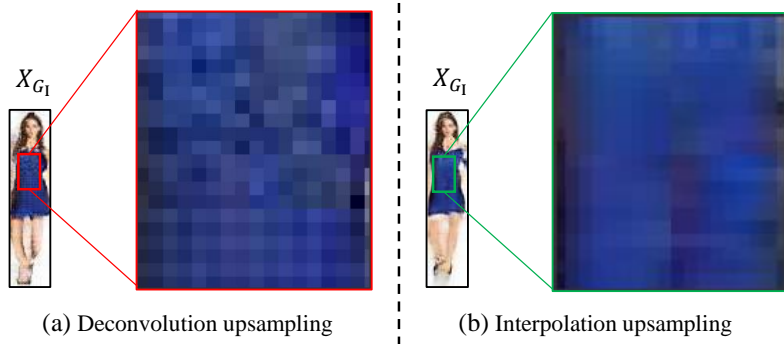 X_{G_I}
(a) Deconvolution upsampling
X_{G_I}
(b) Interpolation upsampling